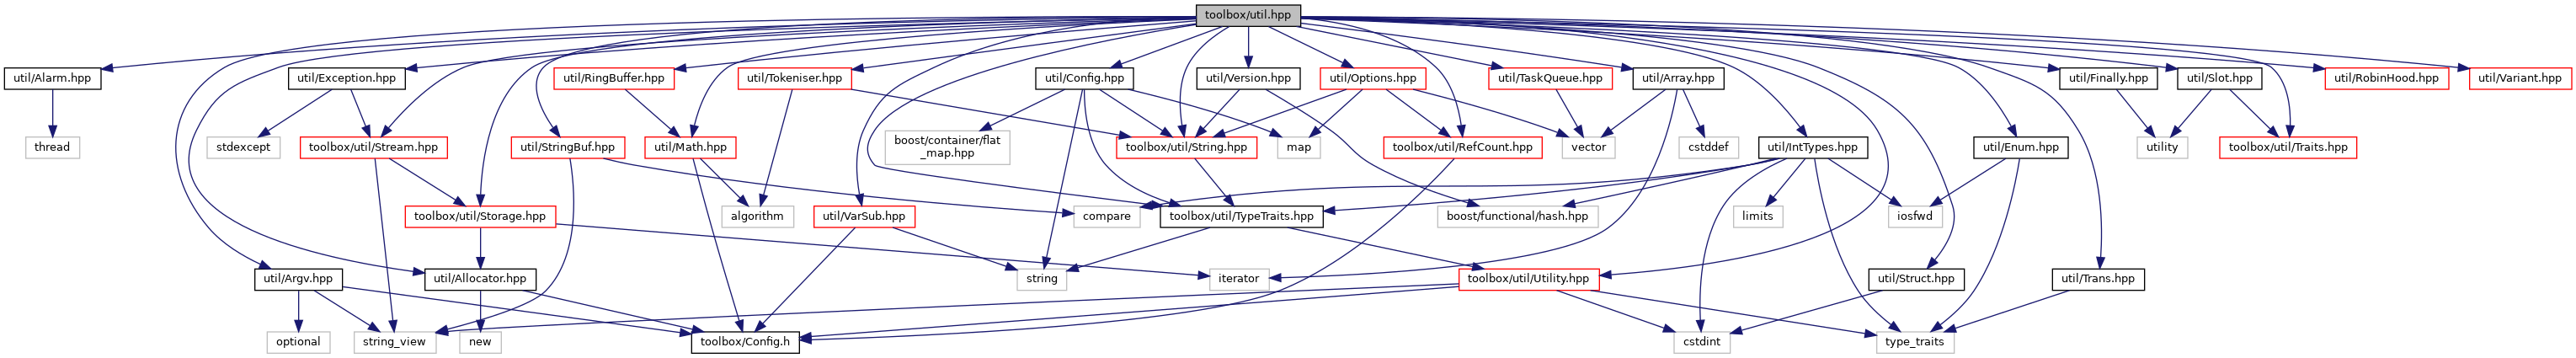 toolbox/util.hpp
util/Alarm.hpp
util/Exception.hpp
util/RingBuffer.hpp
util/Tokeniser.hpp
util/Config.hpp
util/Version.hpp
util/Options.hpp
util/TaskQueue.hpp
util/Array.hpp
util/Finally.hpp
util/Slot.hpp
util/RobinHood.hpp
util/Variant.hpp
thread
stdexcept
toolbox/util/Stream.hpp
util/StringBuf.hpp
util/Math.hpp
boost/container/flat
_map.hpp
toolbox/util/String.hpp
map
toolbox/util/RefCount.hpp
vector
cstddef
util/IntTypes.hpp
util/Enum.hpp
utility
toolbox/util/Traits.hpp
toolbox/util/Storage.hpp
algorithm
util/VarSub.hpp
compare
toolbox/util/TypeTraits.hpp
boost/functional/hash.hpp
limits
iosfwd
util/Argv.hpp
util/Allocator.hpp
string
iterator
toolbox/util/Utility.hpp
util/Struct.hpp
util/Trans.hpp
optional
string_view
new
toolbox/Config.h
cstdint
type_traits